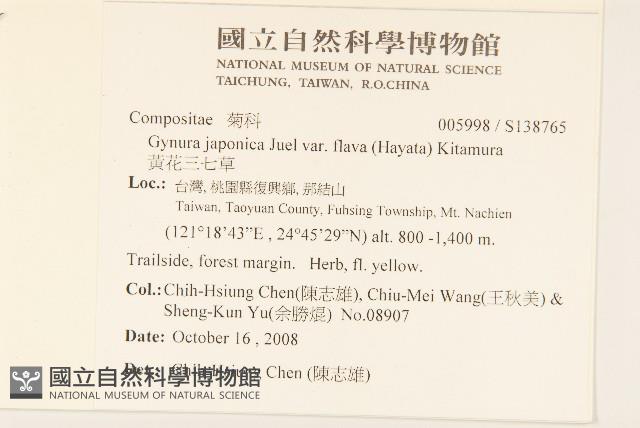 國立自然科學博物館
NATIONAL MUSEUM OF NATURAL SCIENCE
TAICHUNG, TAIWAN, R.O.CHINA
Compositae 菊科 005998 / S138765
Gynura japonica Juel var. flava (Hayata) Kitamura
黃花三七草
Loc.: 台灣, 桃園縣復興鄉, 那結山
Taiwan, Taoyuan County, Fuhsing Township, Mt. Nachien
(121°18'43”E , 24°45'29”N) alt. 800 -1,400 m.
Trailside, forest margin. Herb, fl. yellow.
Col.: Chih-Hsiung Chen(陳志雄), Chiu-Mei Wang(王秋美) &
Sheng-Kun Yu(余勝焜) No.08907
Date: October 16 , 2008
Det.: Chih-Hsiung Chen (陳志雄)
國立自然科學博物館
NATIONAL MUSEUM OF NATURAL SCIENCE